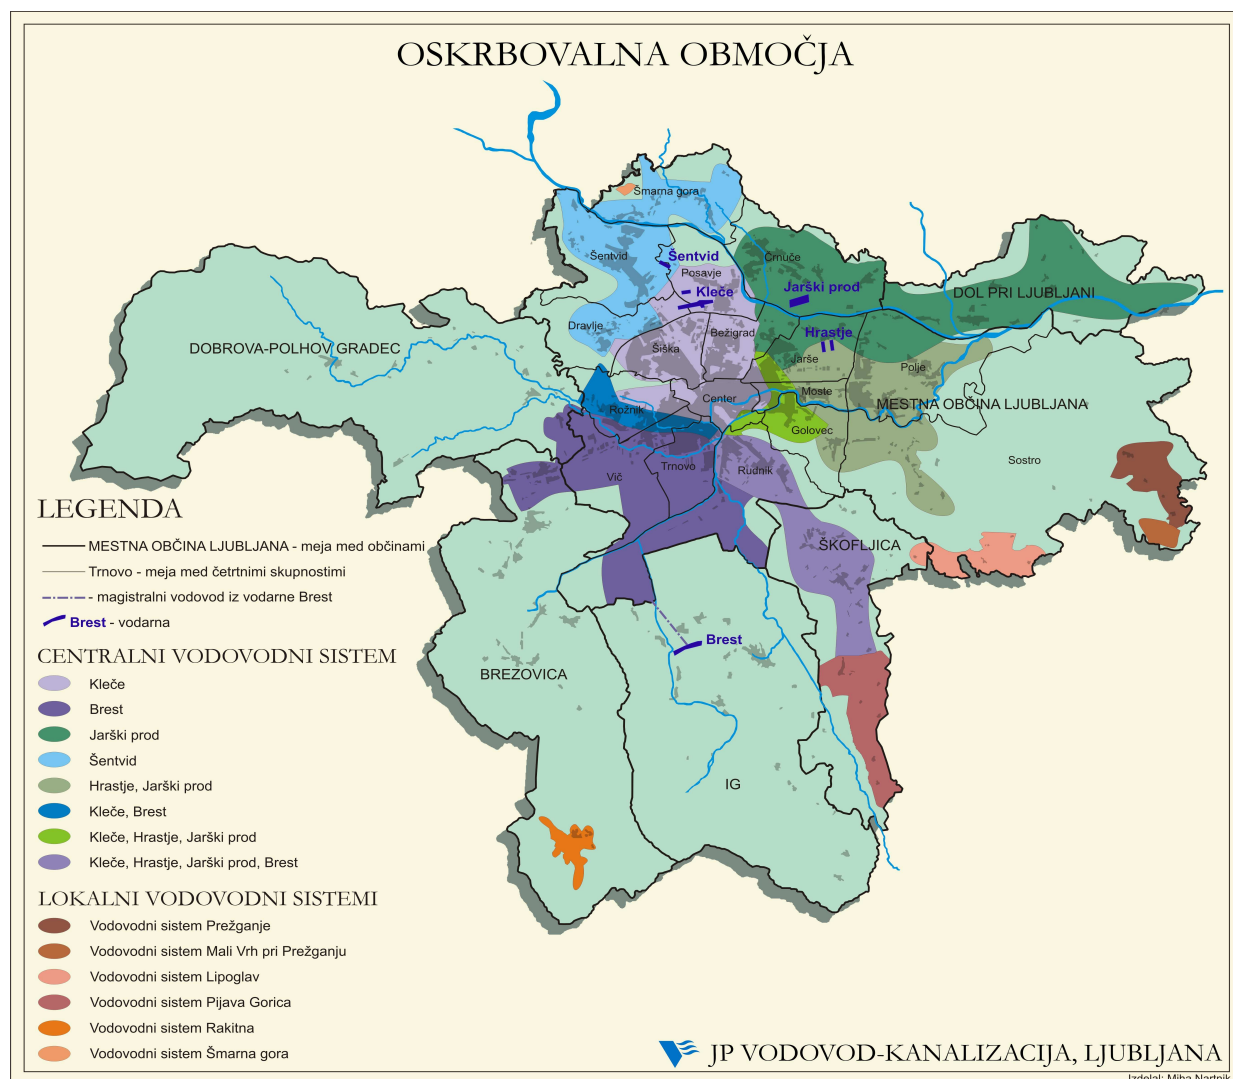 OSKRBOVALNA OBMOČJA
Šmarna gora
Šentvid
Šentvid
Posavje
Črnuče
Kleče
Jarški prod
DOL PRI LJUBLJANI
Dravlje
Bežigrad
Hrastje
DOBROVA-POLHOV GRADEC
Šiška
Jarše
Polje
Moste
Center
MESTNA OBČINA LJUBLJANA
Rožnik
Golovec
Sostro
Trnovo
Rudnik
Vič
ŠKOFLJICA
Brest
BREZOVICA
IG
LEGENDA
MESTNA OBČINA LJUBLJANA - meja med občinami
Trnovo - meja med četrtnimi skupnostimi
- magistralni vodovod iz vodarne Brest
Brest - vodarna
CENTRALNI VODOVODNI SISTEM
Kleče
Brest
Jarški prod
Šentvid
Hrastje, Jarški prod
Kleče, Brest
Kleče, Hrastje, Jarški prod
Kleče, Hrastje, Jarški prod, Brest
LOKALNI VODOVODNI SISTEMI
Vodovodni sistem Prežganje
Vodovodni sistem Mali Vrh pri Prežganju
Vodovodni sistem Lipoglav
Vodovodni sistem Pijava Gorica
Vodovodni sistem Rakitna
Vodovodni sistem Šmarna gora
JP VODOVOD-KANALIZACIJA, LJUBLJANA
Izdelal: Miha Nartnik